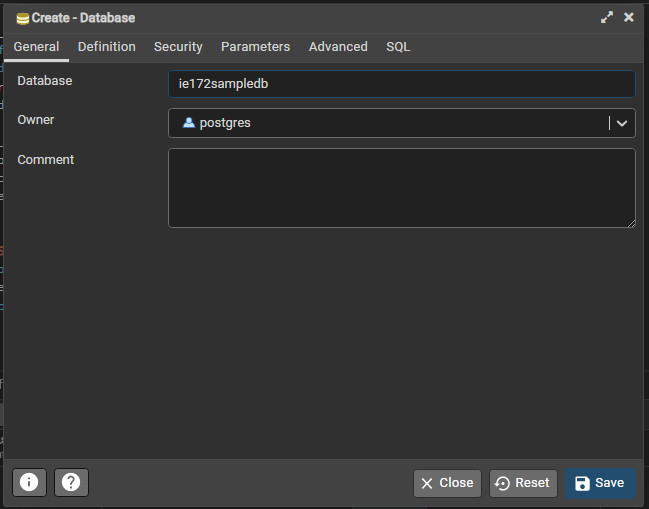 Create - Database
General Definition Security Parameters Advanced SQL
Database ie172sampledb
Owner postgres
Comment
Close Reset Save